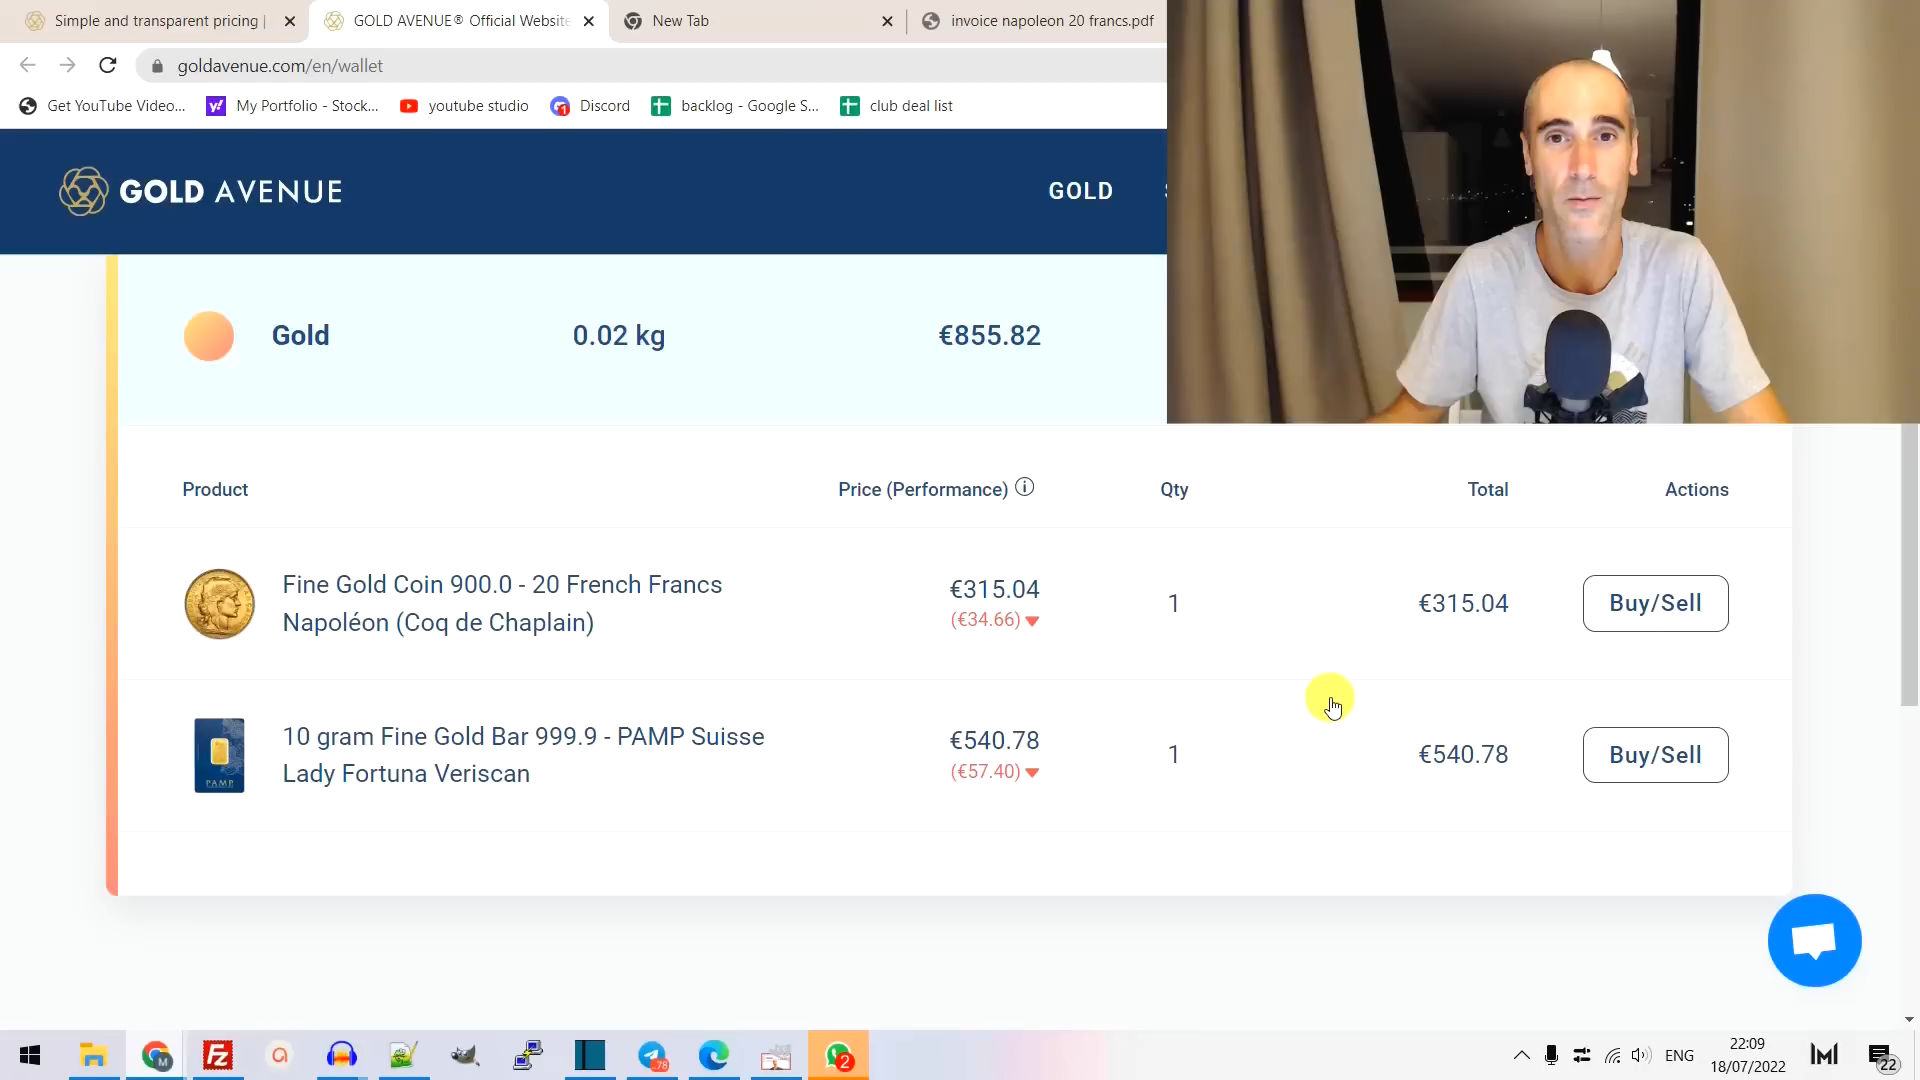 Simple and transparent pricing |
GOLD AVENUE® Official Website
New Tab
invoice napoleon 20 francs.pdf
goldavenue.com/en/wallet
Get YouTube Video...
My Portfolio - Stock...
youtube studio
Discord
backlog - Google S...
club deal list
GOLD AVENUE
GOLD
Gold 0.02 kg €855.82
Product Price (Performance) Qty Total Actions
Fine Gold Coin 900.0 - 20 French Francs
Napoléon (Coq de Chaplain)
€315.04
(€34.66)
1
€315.04
Buy/Sell
PAMP
10 gram Fine Gold Bar 999.9 - PAMP Suisse
Lady Fortuna Veriscan
€540.78
(€57.40)
1
€540.78
Buy/Sell
M
78
2
ENG
22:09
18/07/2022
22